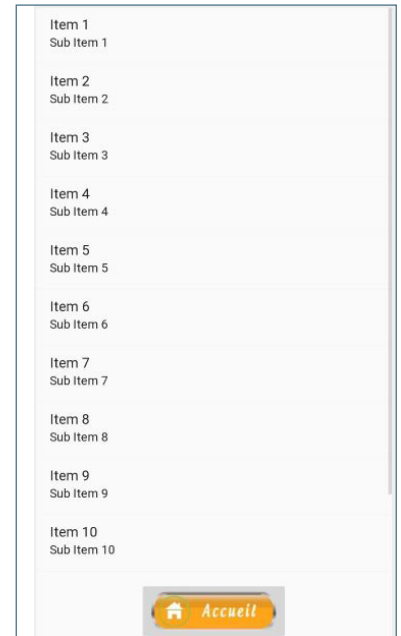 Item 1
Sub Item 1
Item 2
Sub Item 2
Item 3
Sub Item 3
Item 4
Sub Item 4
Item 5
Sub Item 5
Item 6
Sub Item 6
Item 7
Sub Item 7
Item 8
Sub Item 8
Item 9
Sub Item 9
Item 10
Sub Item 10
Accueil